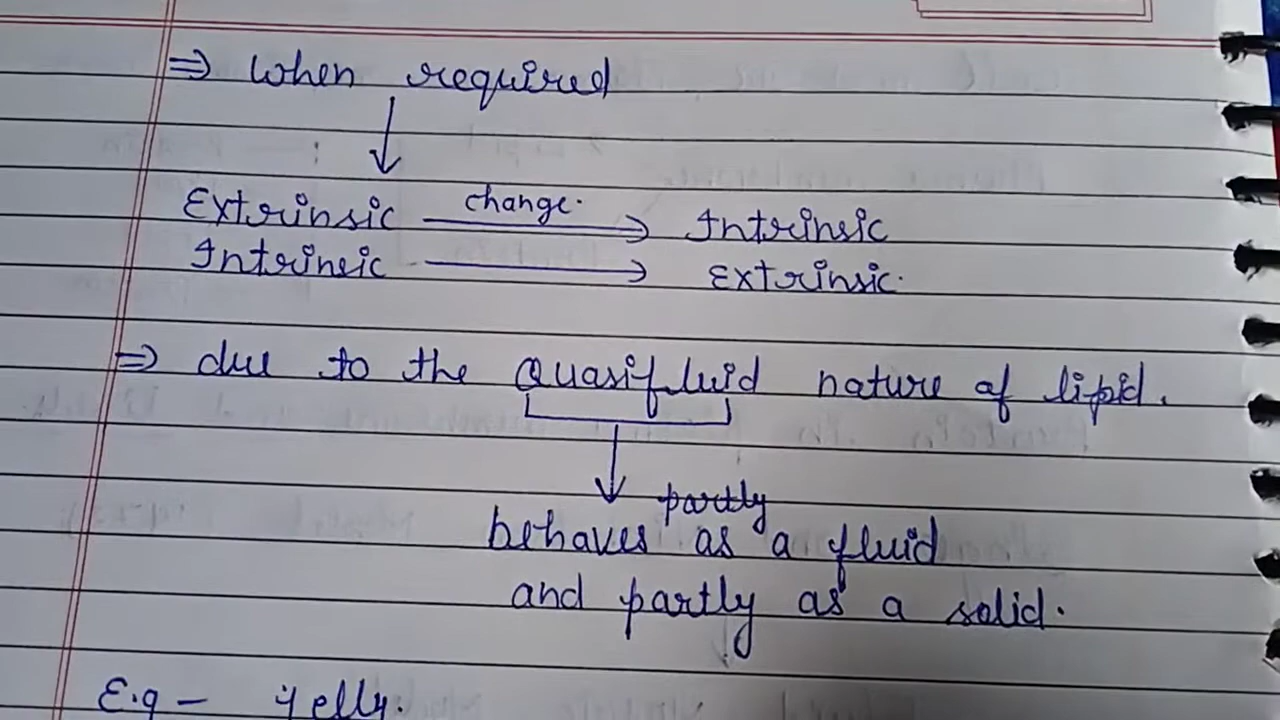 ⇒ When required
↓
Extrinsic change. → Intrinsic
Intrinsic → Extrinsic.
⇒ due to the Quasifluid nature of lipid.
↓
partly
behaves as a fluid
and partly as a solid.
E.g - jelly.